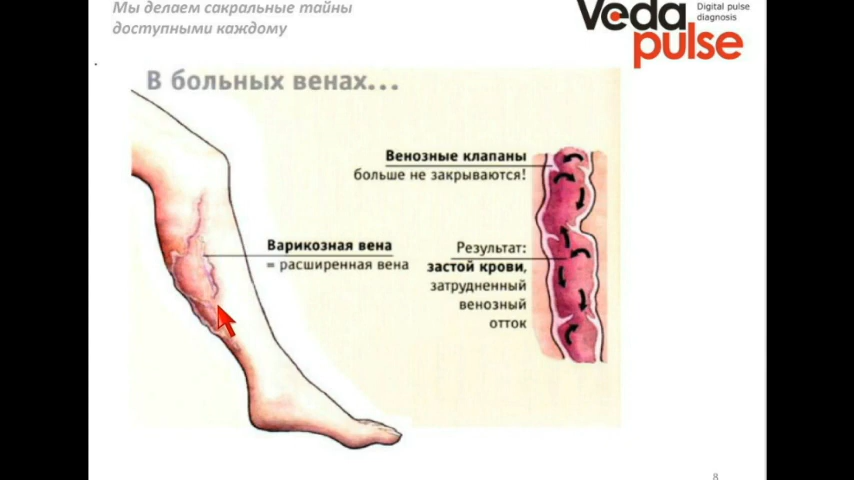 Мы делаем сакральные тайны
доступными каждому
Veda
pulse
Digital pulse
diagnosis
В больных венах...
Венозные клапаны
больше не закрываются!
Варикозная вена
= расширенная вена
Результат:
застой крови,
затрудненный
венозный
отток
8